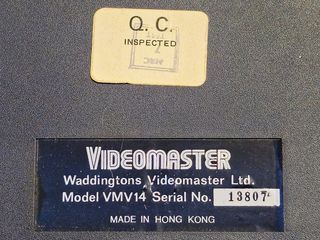 Q. C.
INSPECTED
VIDEOMASTER
Waddingtons Videomaster Ltd.
Model VMV14 Serial No. 13807
MADE IN HONG KONG